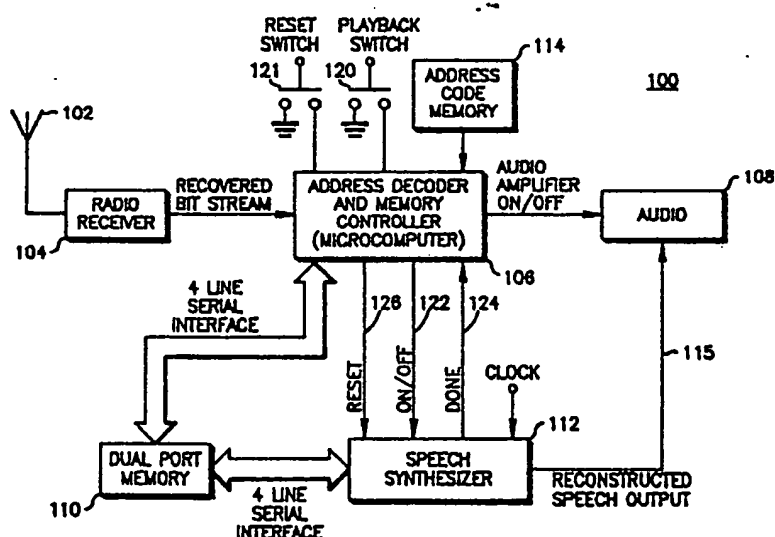 RESET
SWITCH
PLAYBACK
SWITCH
114
121
120
ADDRESS
CODE
MEMORY
100
102
RADIO
RECEIVER
104
RECOVERED
BIT STREAM
ADDRESS DECODER
AND MEMORY
CONTROLLER
(MICROCOMPUTER)
106
AUDIO
AMPLIFIER
ON/OFF
108
AUDIO
4 LINE
SERIAL
INTERFACE
126
122
124
RESET
ON/OFF
DONE
CLOCK
115
112
DUAL PORT
MEMORY
110
4 LINE
SERIAL
INTERFACE
SPEECH
SYNTHESIZER
RECONSTRUCTED
SPEECH OUTPUT